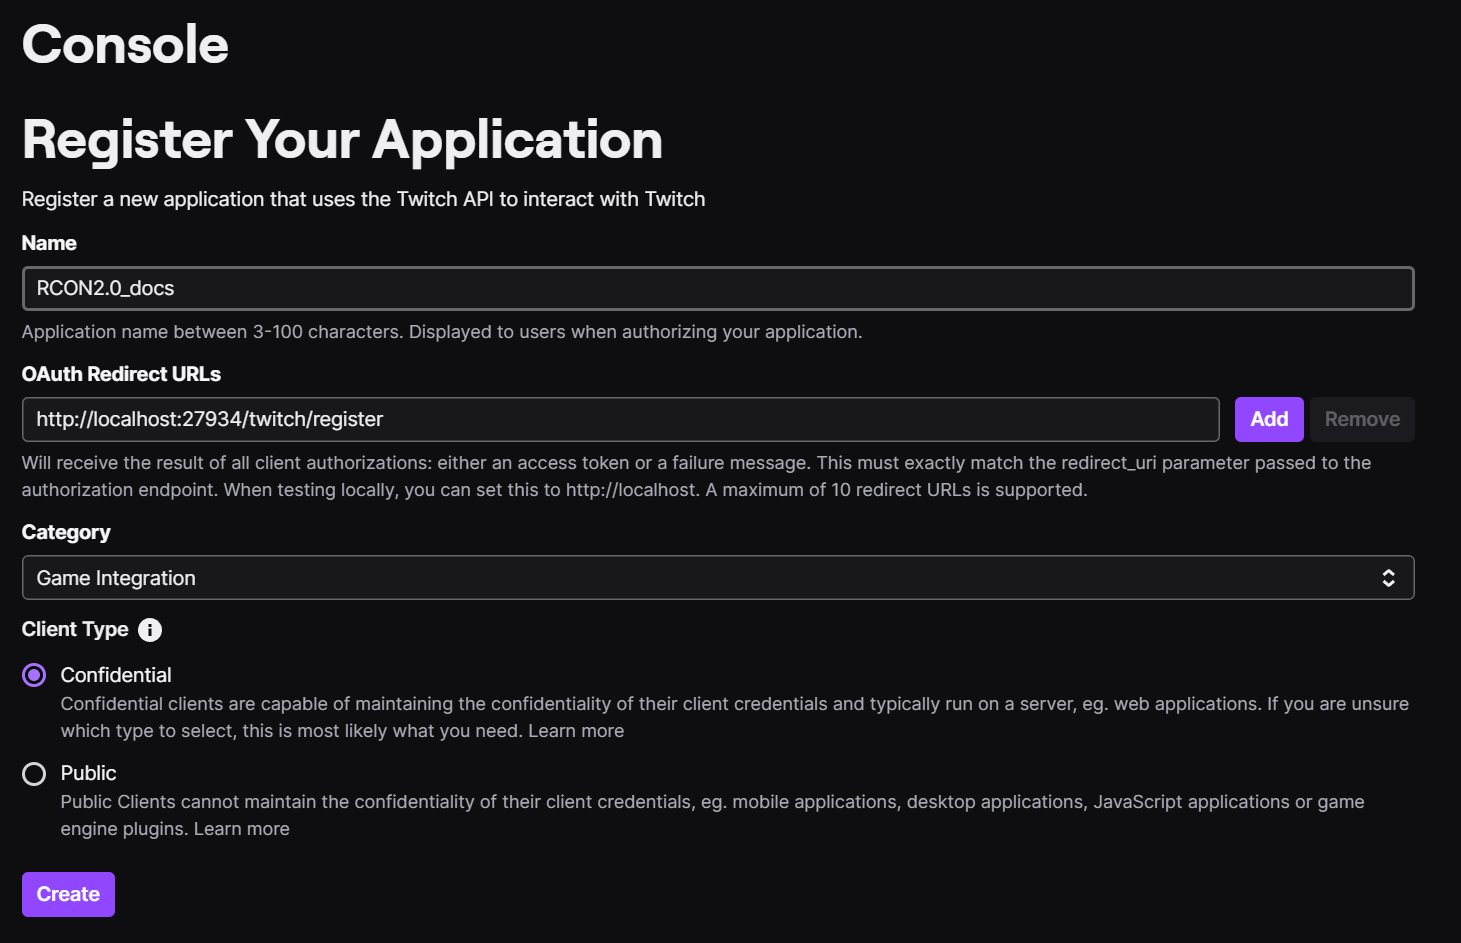 Console
Register Your Application
Register a new application that uses the Twitch API to interact with Twitch
Name
RCON2.0_docs
Application name between 3-100 characters. Displayed to users when authorizing your application.
OAuth Redirect URLs
http://localhost:27934/twitch/register
Add
Remove
Will receive the result of all client authorizations: either an access token or a failure message. This must exactly match the redirect_uri parameter passed to the
authorization endpoint. When testing locally, you can set this to http://localhost. A maximum of 10 redirect URLs is supported.
Category
Game Integration
Client Type
Confidential
Confidential clients are capable of maintaining the confidentiality of their client credentials and typically run on a server, eg. web applications. If you are unsure
which type to select, this is most likely what you need. Learn more
Public
Public Clients cannot maintain the confidentiality of their client credentials, eg. mobile applications, desktop applications, JavaScript applications or game
engine plugins. Learn more
Create